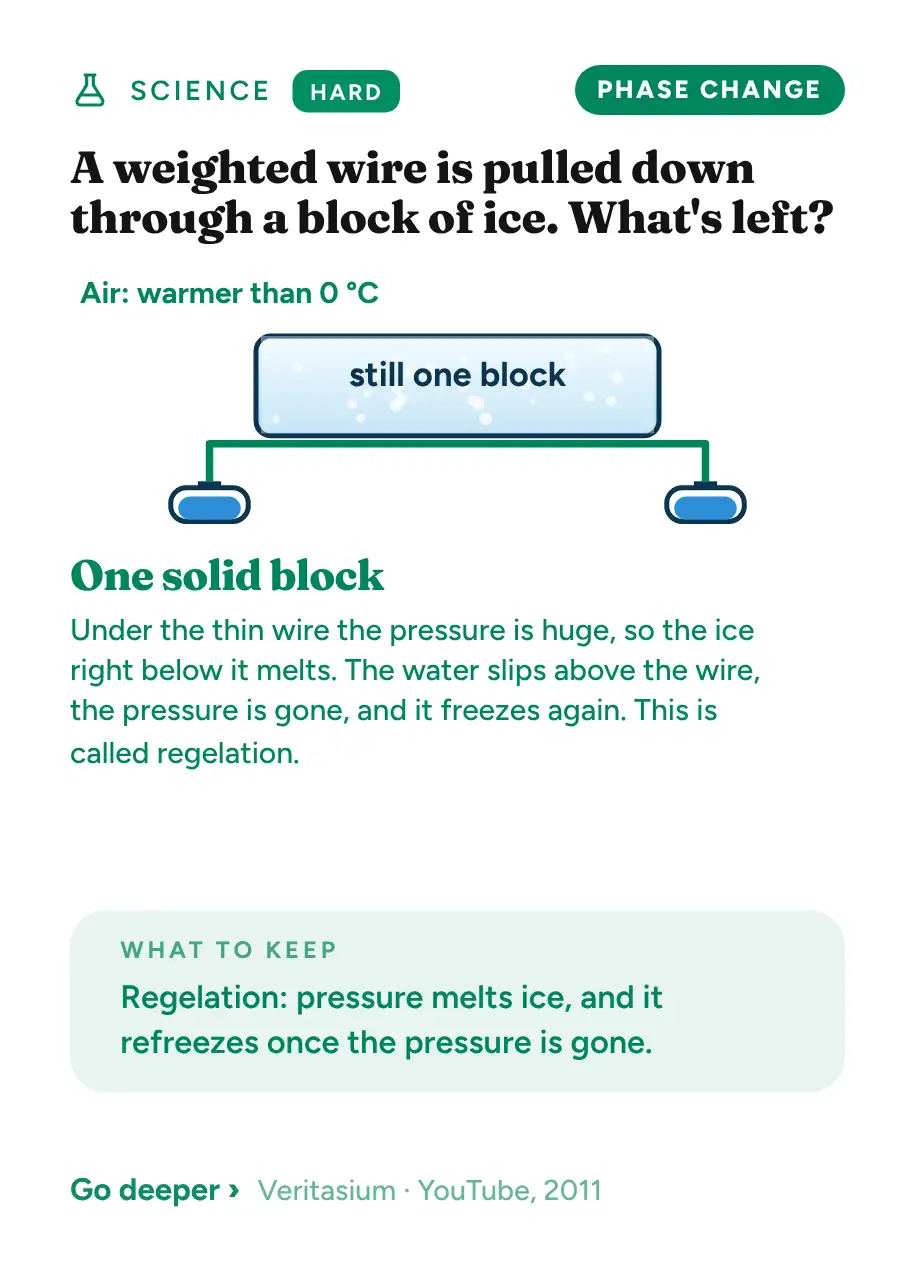 SCIENCE HARD PHASE CHANGE
A weighted wire is pulled down
through a block of ice. What's left?
Air: warmer than 0 °C
still one block
One solid block
Under the thin wire the pressure is huge, so the ice
right below it melts. The water slips above the wire,
the pressure is gone, and it freezes again. This is
called regelation.
WHAT TO KEEP
Regelation: pressure melts ice, and it
refreezes once the pressure is gone.
Go deeper › Veritasium · YouTube, 2011